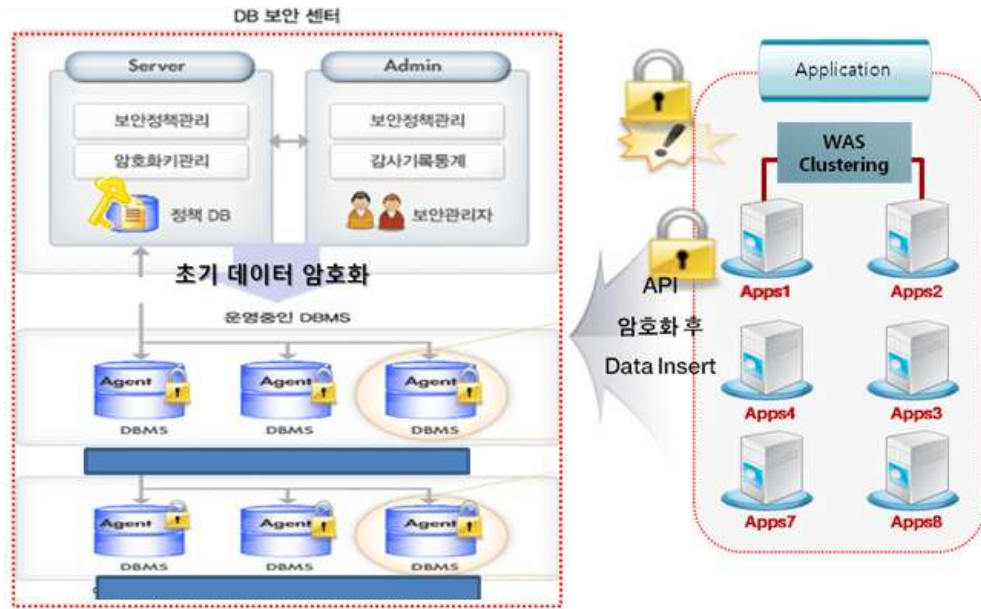 DB 보안 센터
Server
보안정책관리
암호화키관리
정책 DB
Admin
보안정책관리
감사기록통계
보안관리자
초기 데이터 암호화
운영중인 DBMS
Agent
Agent
Agent
DBMS
DBMS
DBMS
Agent
Agent
Agent
DBMS
DBMS
DBMS
API
암호화 후
Data Insert
Application
WAS
Clustering
Apps1
Apps2
Apps4
Apps3
Apps7
Apps8